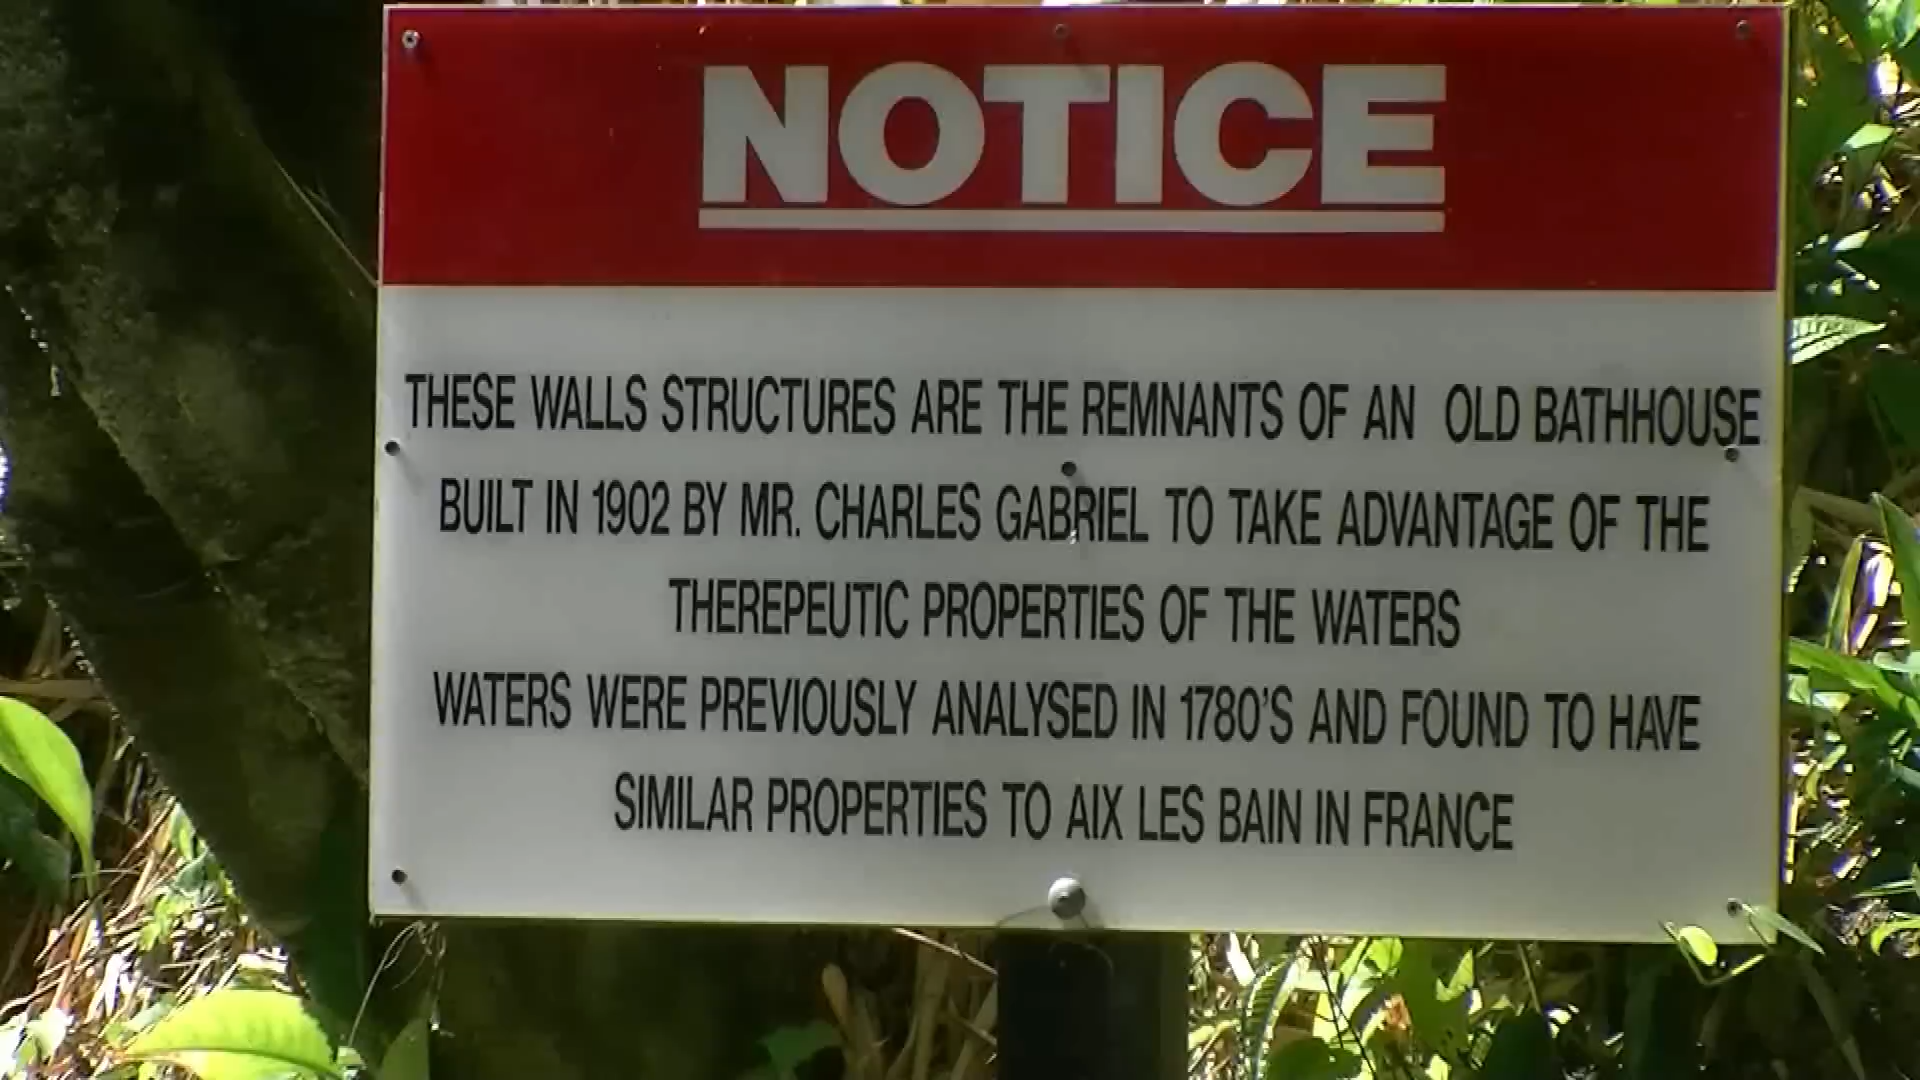 NOTICE
THESE WALLS STRUCTURES ARE THE REMNANTS OF AN OLD BATHHOUSE
BUILT IN 1902 BY MR. CHARLES GABRIEL TO TAKE ADVANTAGE OF THE
THEREPEUTIC PROPERTIES OF THE WATERS
WATERS WERE PREVIOUSLY ANALYSED IN 1780'S AND FOUND TO HAVE
SIMILAR PROPERTIES TO AIX LES BAIN IN FRANCE